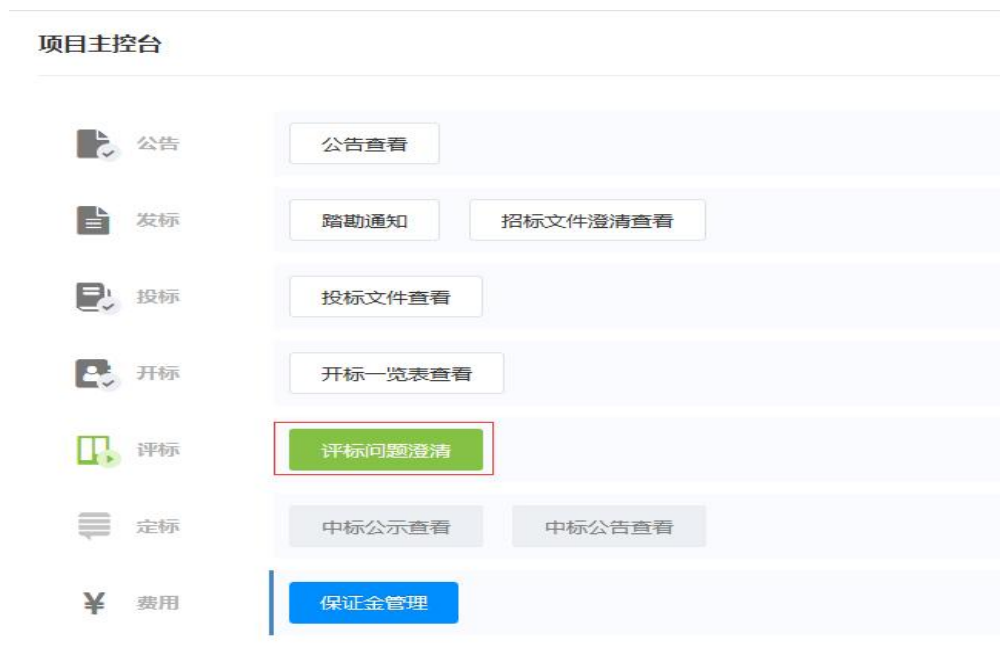 项目主控台
公告 公告查看
发标 踏勘通知 招标文件澄清查看
投标 投标文件查看
开标 开标一览表查看
评标 评标问题澄清
定标 中标公示查看 中标公告查看
¥ 费用 保证金管理